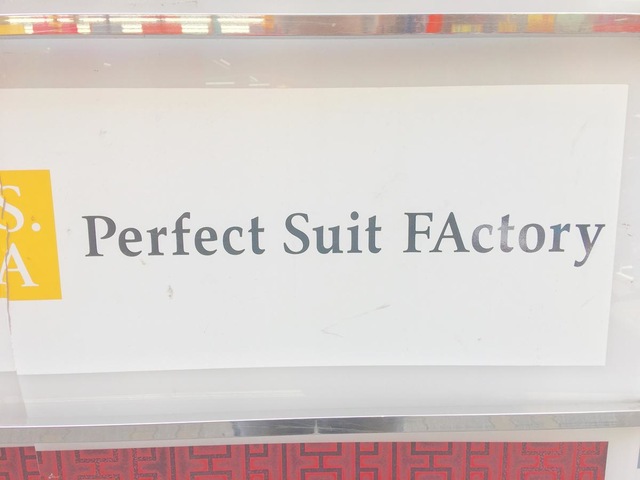 S.
A
Perfect Suit FActory